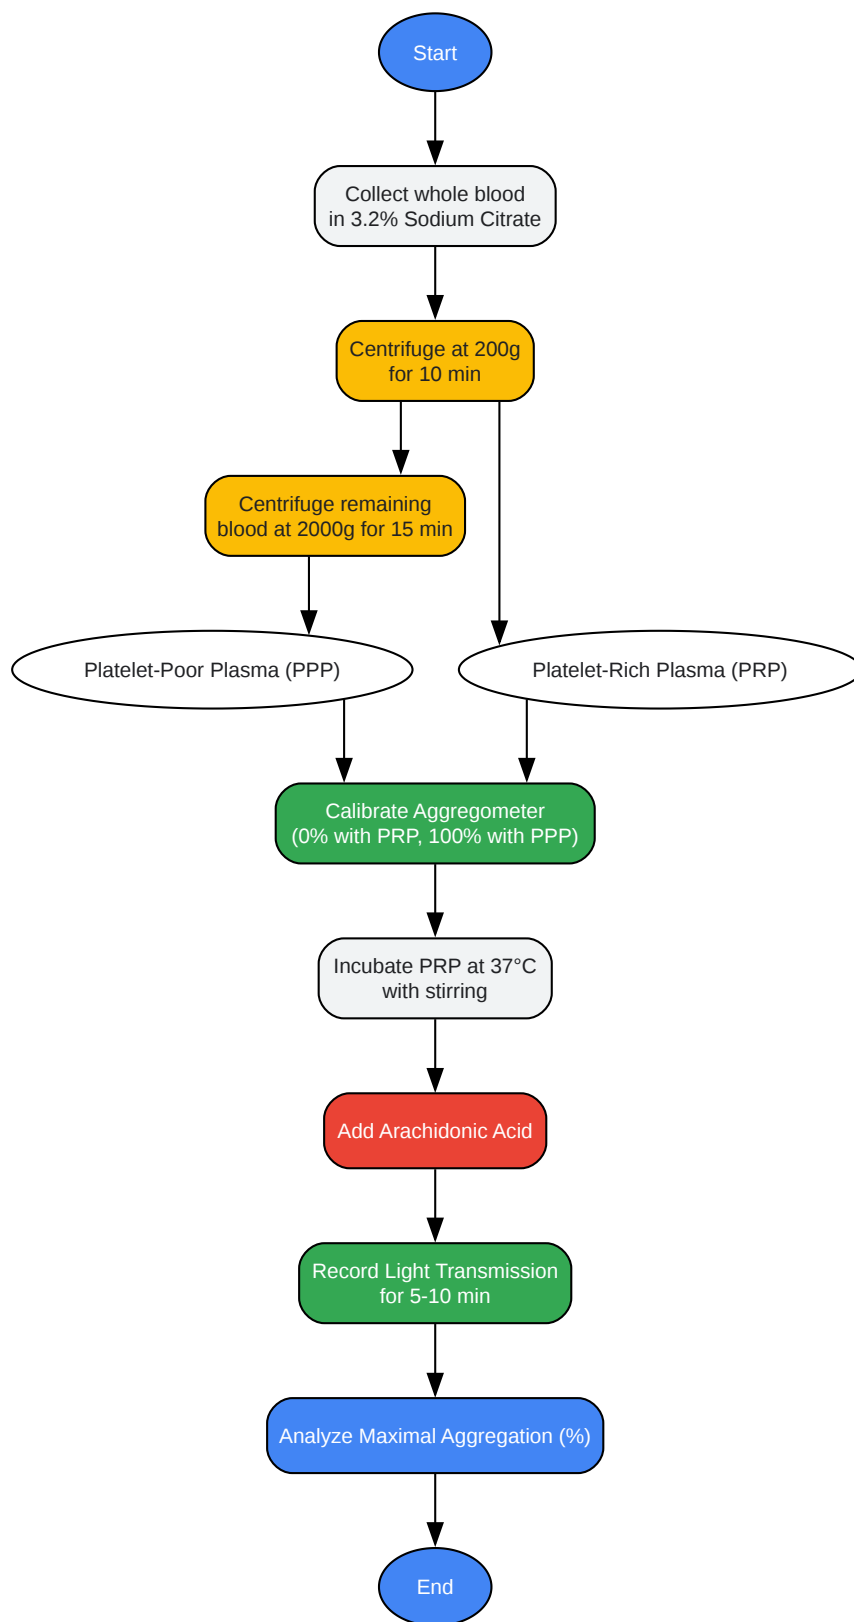 Start
Collect whole blood
in 3.2% Sodium Citrate
Centrifuge at 200g
for 10 min
Centrifuge remaining
blood at 2000g for 15 min
Platelet-Poor Plasma (PPP)
Platelet-Rich Plasma (PRP)
Calibrate Aggregometer
(0% with PRP, 100% with PPP)
Incubate PRP at 37°C
with stirring
Add Arachidonic Acid
Record Light Transmission
for 5-10 min
Analyze Maximal Aggregation (%)
End